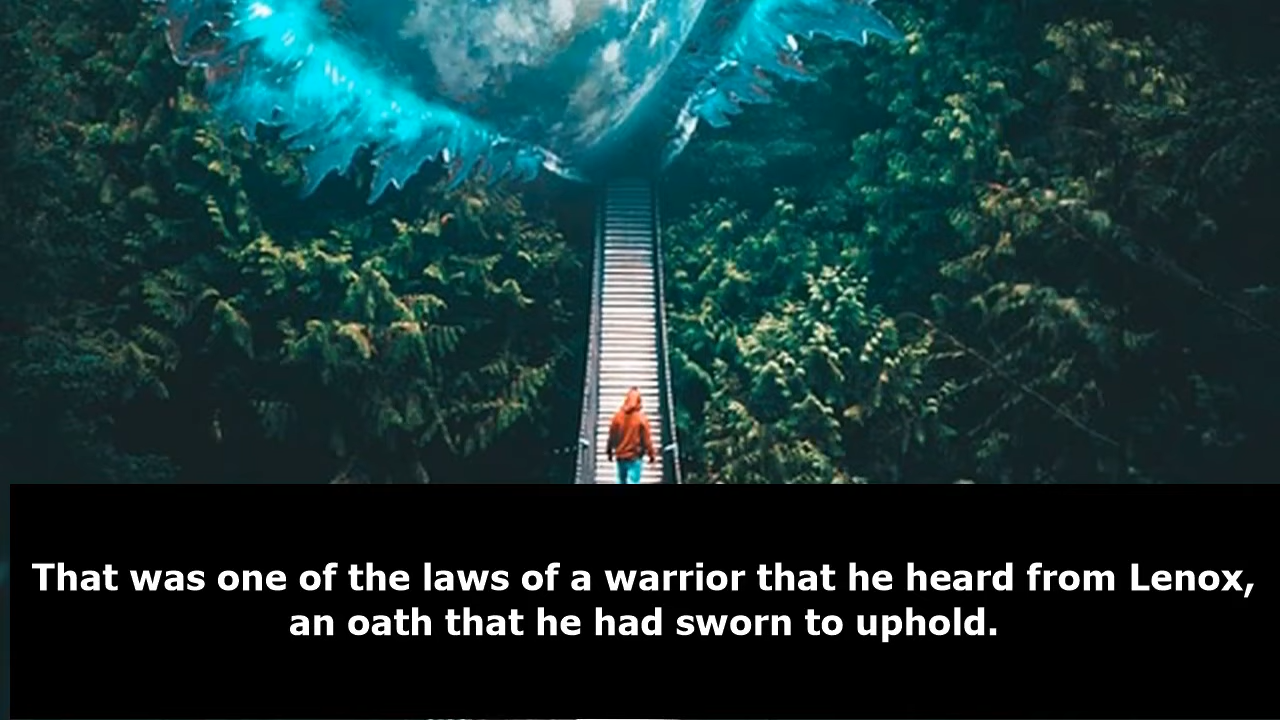 That was one of the laws of a warrior that he heard from Lenox,
an oath that he had sworn to uphold.